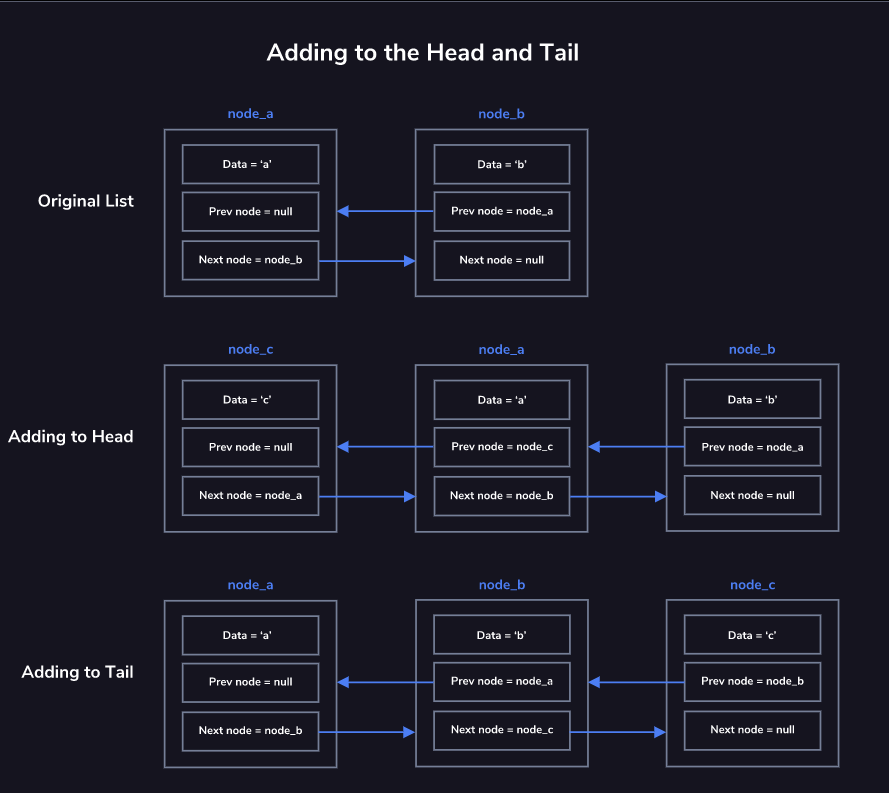 Adding to the Head and Tail
node_a
node_b
Original List
Data = ‘a’
Prev node = null
Next node = node_b
Data = ‘b’
Prev node = node_a
Next node = null
node_c
node_a
node_b
Adding to Head
Data = ‘c’
Prev node = null
Next node = node_a
Data = ‘a’
Prev node = node_c
Next node = node_b
Data = ‘b’
Prev node = node_a
Next node = null
node_a
node_b
node_c
Adding to Tail
Data = ‘a’
Prev node = null
Next node = node_b
Data = ‘b’
Prev node = node_a
Next node = node_c
Data = ‘c’
Prev node = node_b
Next node = null